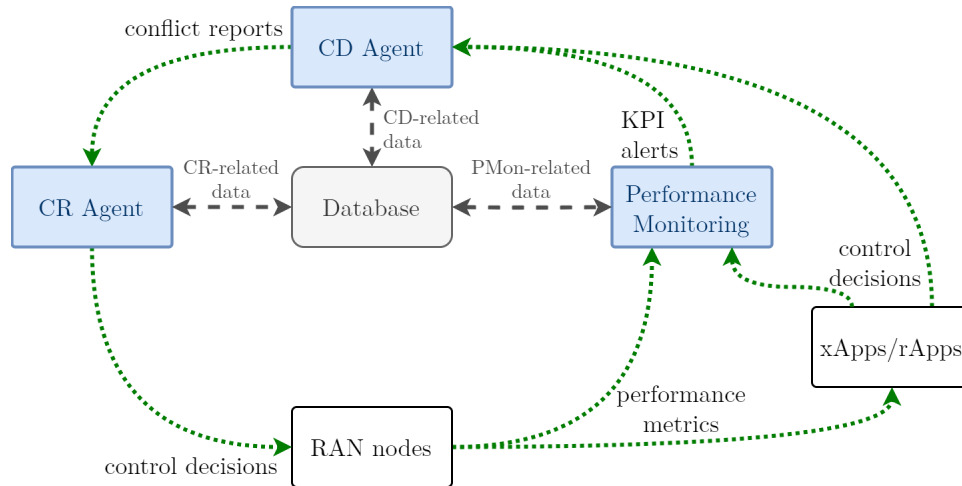 conflict reports
CD Agent
CD-related
data
KPI
alerts
CR-related
data
PMon-related
data
CR Agent
Database
Performance
Monitoring
control
decisions
xApps/rApps
performance
metrics
control decisions
RAN nodes